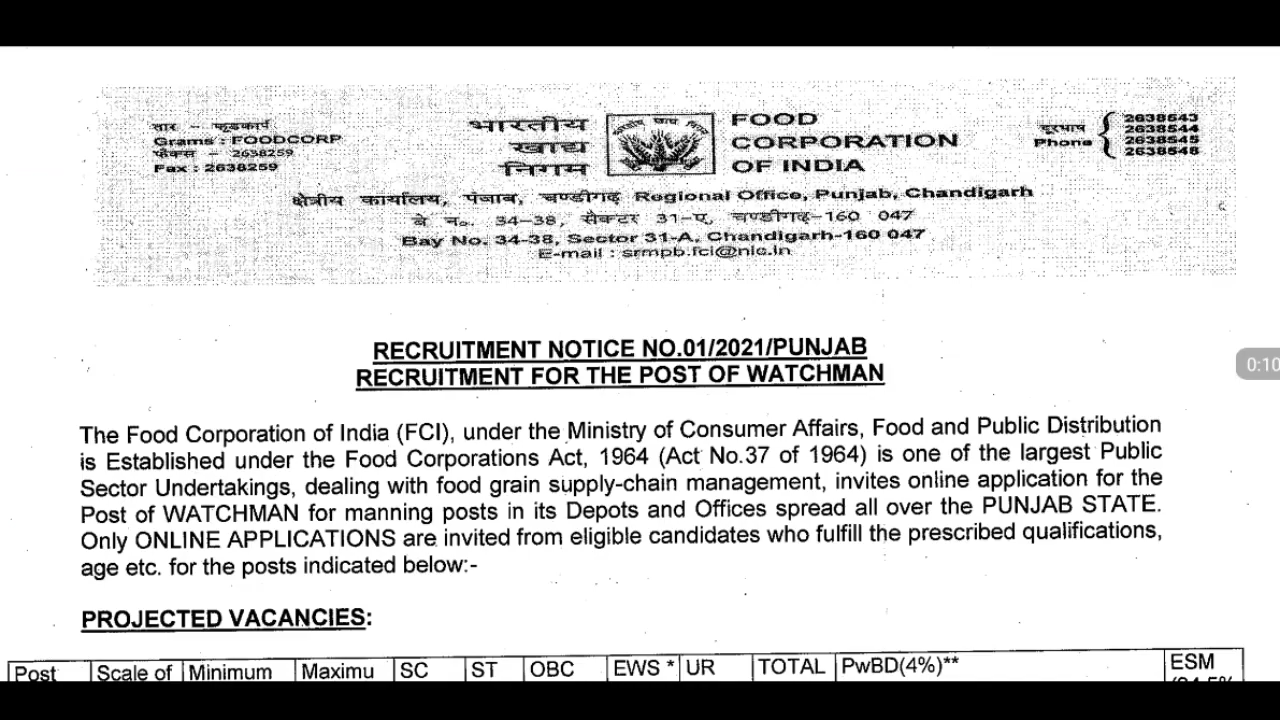 तार - फूडकार्प
Grams : FOODCORP
फैक्स - 2638259
Fax : 2638259
भारतीय
खाद्य
निगम
FOOD
CORPORATION
OF INDIA
दूरभाष
Phone
2638543
2638544
2638545
2638546
क्षेत्रीय कार्यालय, पंजाब, चण्डीगढ़ Regional Office, Punjab, Chandigarh
बे नं. 34-38, सैक्टर 31-ए, चण्डीगढ़-160 047
Bay No. 34-38, Sector 31-A, Chandigarh-160 047
E-mail : srmpb.fci@nic.in
RECRUITMENT NOTICE NO.01/2021/PUNJAB
RECRUITMENT FOR THE POST OF WATCHMAN
0:10
The Food Corporation of India (FCI), under the Ministry of Consumer Affairs, Food and Public Distribution
is Established under the Food Corporations Act, 1964 (Act No.37 of 1964) is one of the largest Public
Sector Undertakings, dealing with food grain supply-chain management, invites online application for the
Post of WATCHMAN for manning posts in its Depots and Offices spread all over the PUNJAB STATE.
Only ONLINE APPLICATIONS are invited from eligible candidates who fulfill the prescribed qualifications,
age etc. for the posts indicated below:-
PROJECTED VACANCIES:
Post Scale of Minimum Maximu SC ST OBC EWS * UR TOTAL PwBD(4%)** ESM